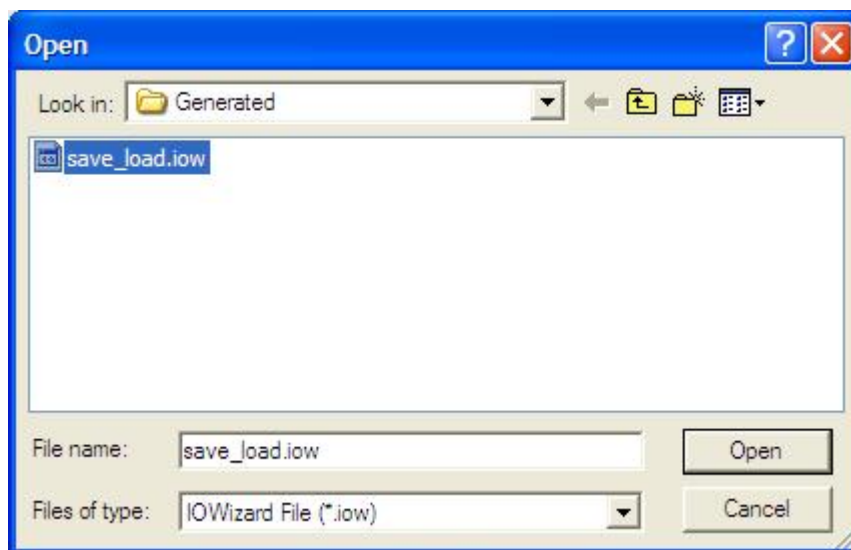 Open
Look in: Generated
save_load.iow
File name: save_load.iow Open
Files of type: IOWizard File (*.iow) Cancel